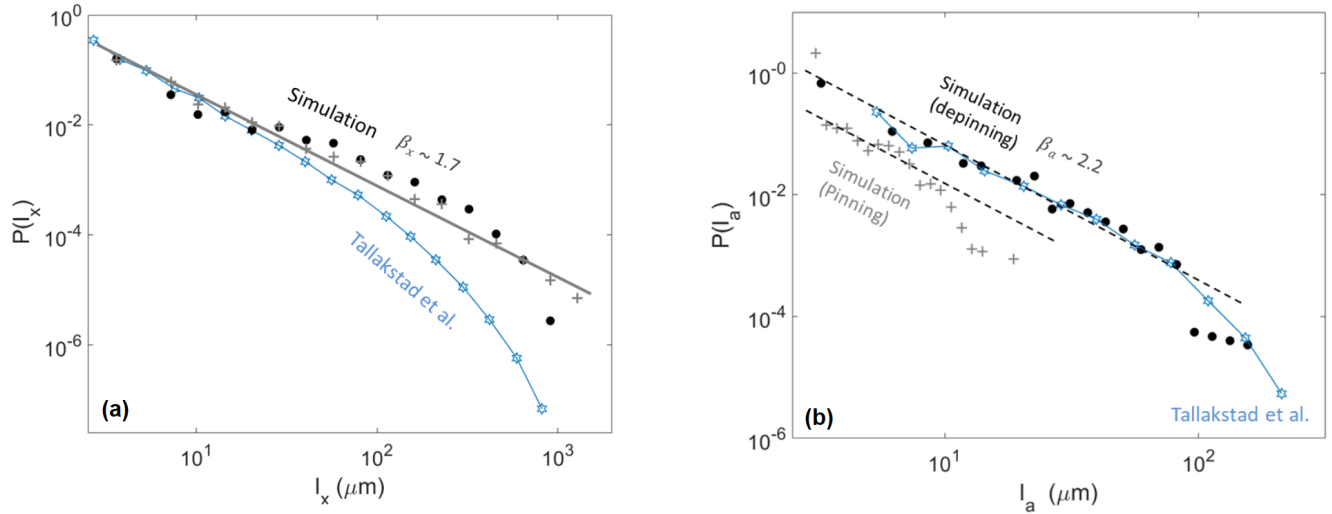 10^0
10^-2
10^-4
10^-6
P(l_x)
Simulation
β_x ~ 1.7
Tallakstad et al.
(a)
10^1
10^2
10^3
l_x (μm)
10^-0
10^-2
10^-4
10^-6
P(l_a)
Simulation
(depinning)
β_a ~ 2.2
Simulation
(Pinning)
Tallakstad et al.
(b)
10^1
10^2
l_a (μm)